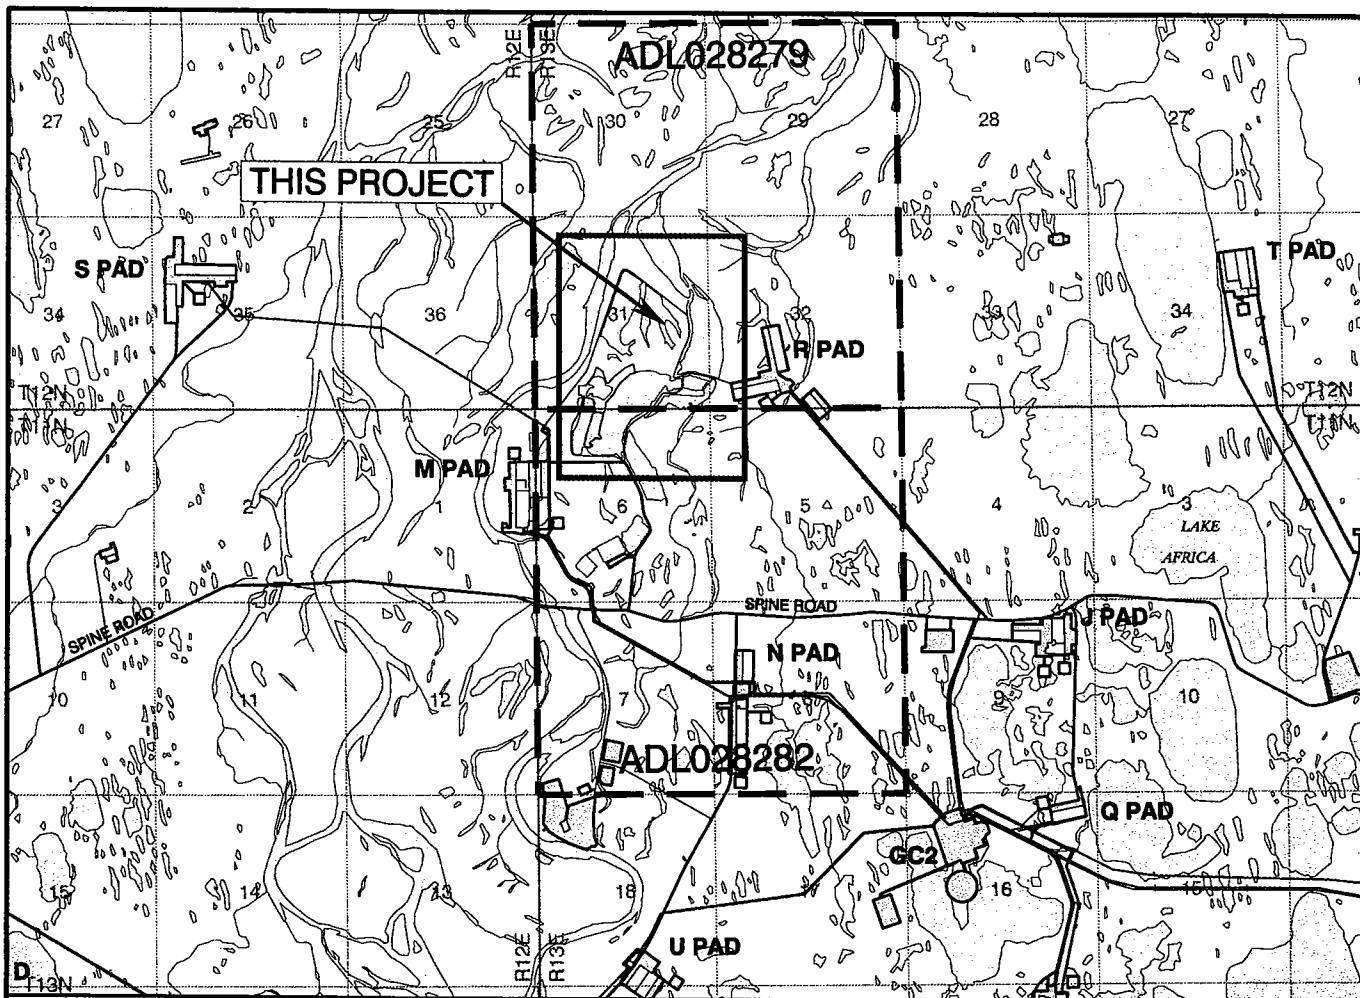 R12E
R13E
ADL028279
27
26
25
30
29
28
27
THIS PROJECT
S PAD
T PAD
34
35
36
31
32
33
34
R PAD
T12N
T11N
T12N
T11N
M PAD
3
2
1
6
5
4
3
LAKE
AFRICA
SPINE ROAD
SPINE ROAD
J PAD
N PAD
10
11
12
7
9
10
ADL028282
Q PAD
GC2
15
14
13
18
17
16
15
R12E
R13E
U PAD
D
T13N